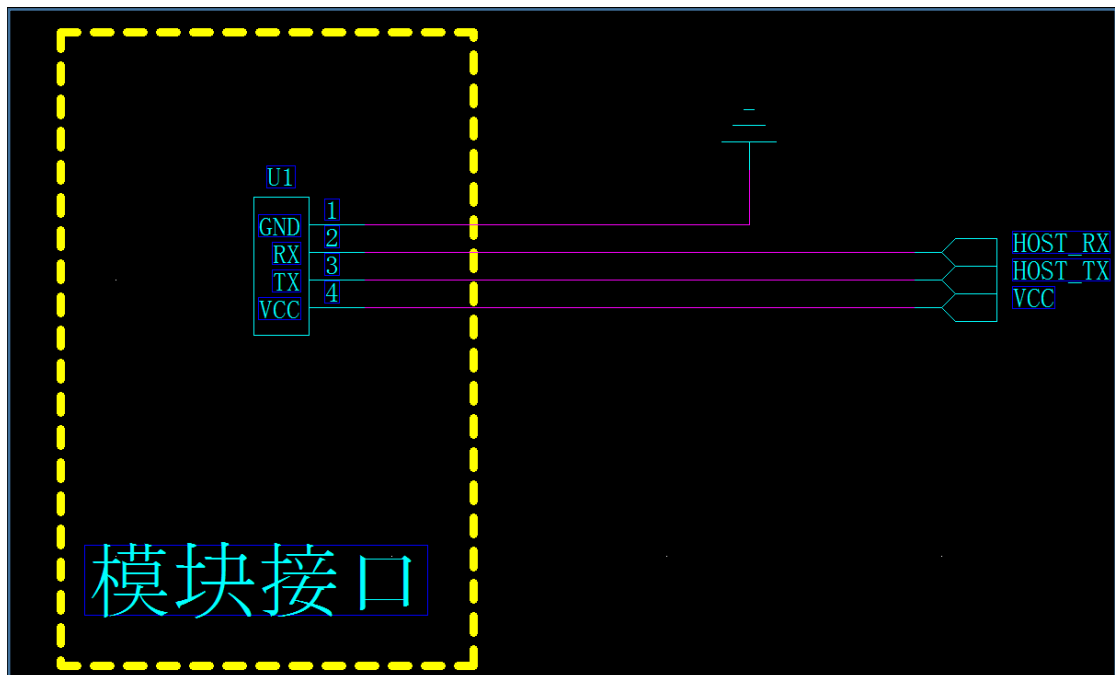 U1
1
GND
2
RX
3
TX
4
VCC
HOST_RX
HOST_TX
VCC
模块接口